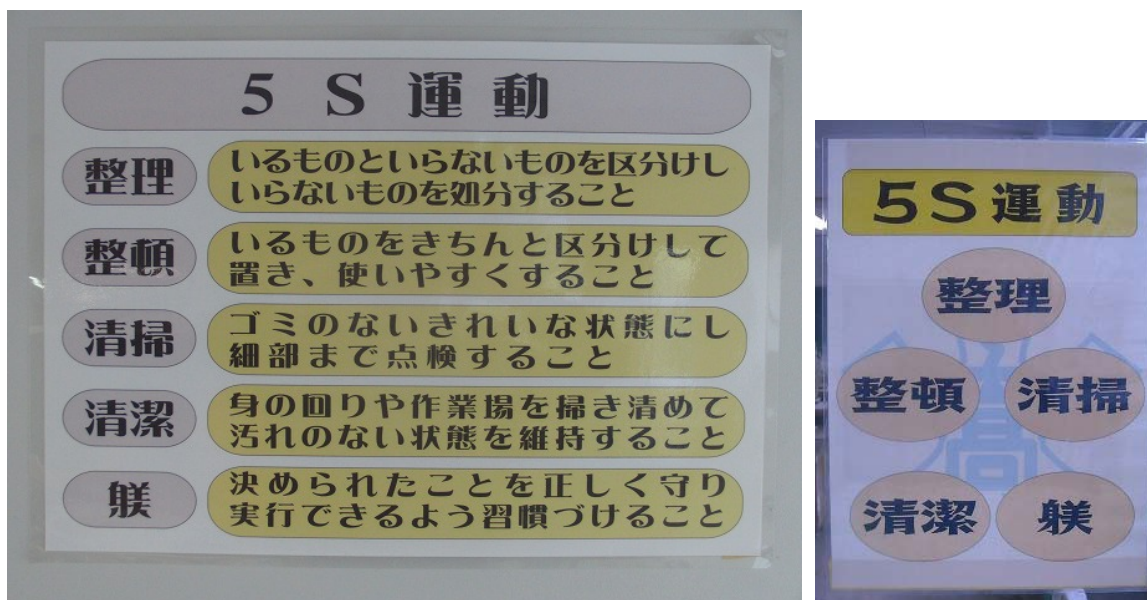 5 S 運動
整理
いるものといらないものを区分けし
いらないものを処分すること
整頓
いるものをきちんと区分けして
置き、使いやすくすること
清掃
ゴミのないきれいな状態にし
細部まで点検すること
清潔
身の回りや作業場を掃き清めて
汚れのない状態を維持すること
躾
決められたことを正しく守り
実行できるよう習慣づけること
5S運動
整理
整頓 清掃
清潔 躾